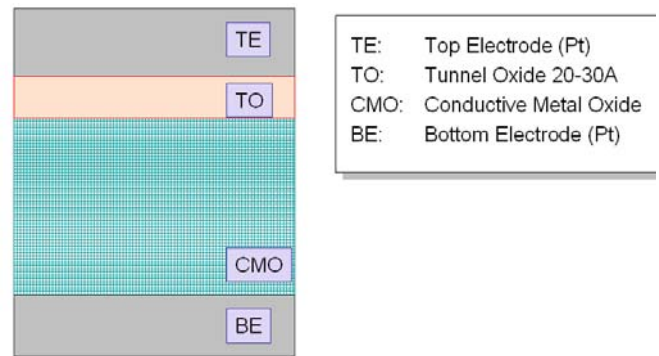 TE
TO
CMO
BE
TE: Top Electrode (Pt)
TO: Tunnel Oxide 20-30A
CMO: Conductive Metal Oxide
BE: Bottom Electrode (Pt)